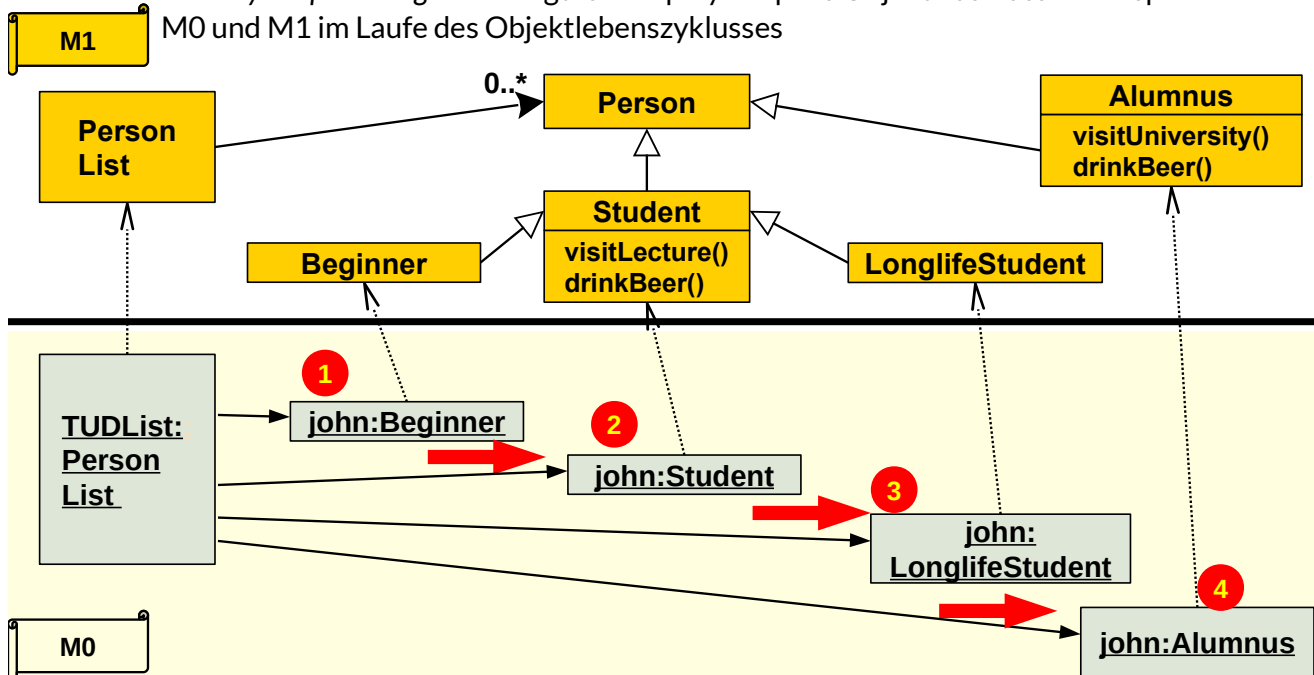 M0 und M1 im Laufe des Objektlebenszyklusses
M1
0..*
Person
List
Person
Alumnus
visitUniversity()
drinkBeer()
Student
visitLecture()
drinkBeer()
Beginner
LonglifeStudent
1
john:Beginner
2
john:Student
3
john:
LonglifeStudent
4
john:Alumnus
TUDList:
Person
List
M0